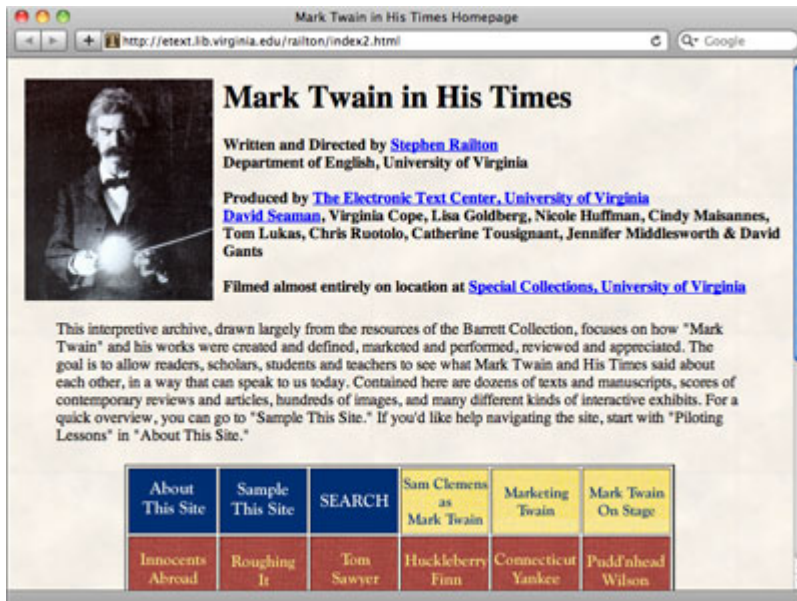 Mark Twain in His Times Homepage
http://etext.lib.virginia.edu/railton/index2.html
Google
Mark Twain in His Times
Written and Directed by Stephen Railton
Department of English, University of Virginia
Produced by The Electronic Text Center, University of Virginia
David Seaman, Virginia Cope, Lisa Goldberg, Nicole Huffman, Cindy Maisannes,
Tom Lukas, Chris Ruotolo, Catherine Tousignant, Jennifer Middlesworth & David
Gants
Filmed almost entirely on location at Special Collections, University of Virginia
This interpretive archive, drawn largely from the resources of the Barrett Collection, focuses on how "Mark
Twain" and his works were created and defined, marketed and performed, reviewed and appreciated. The
goal is to allow readers, scholars, students and teachers to see what Mark Twain and His Times said about
each other, in a way that can speak to us today. Contained here are dozens of texts and manuscripts, scores of
contemporary reviews and articles, hundreds of images, and many different kinds of interactive exhibits. For a
quick overview, you can go to "Sample This Site." If you'd like help navigating the site, start with "Piloting
Lessons" in "About This Site."
About
This Site
Sample
This Site
SEARCH
Sam Clemens
as
Mark Twain
Marketing
Twain
Mark Twain
On Stage
Innocents
Abroad
Roughing
It
Tom
Sawyer
Huckleberry
Finn
Connecticut
Yankee
Pudd'nhead
Wilson